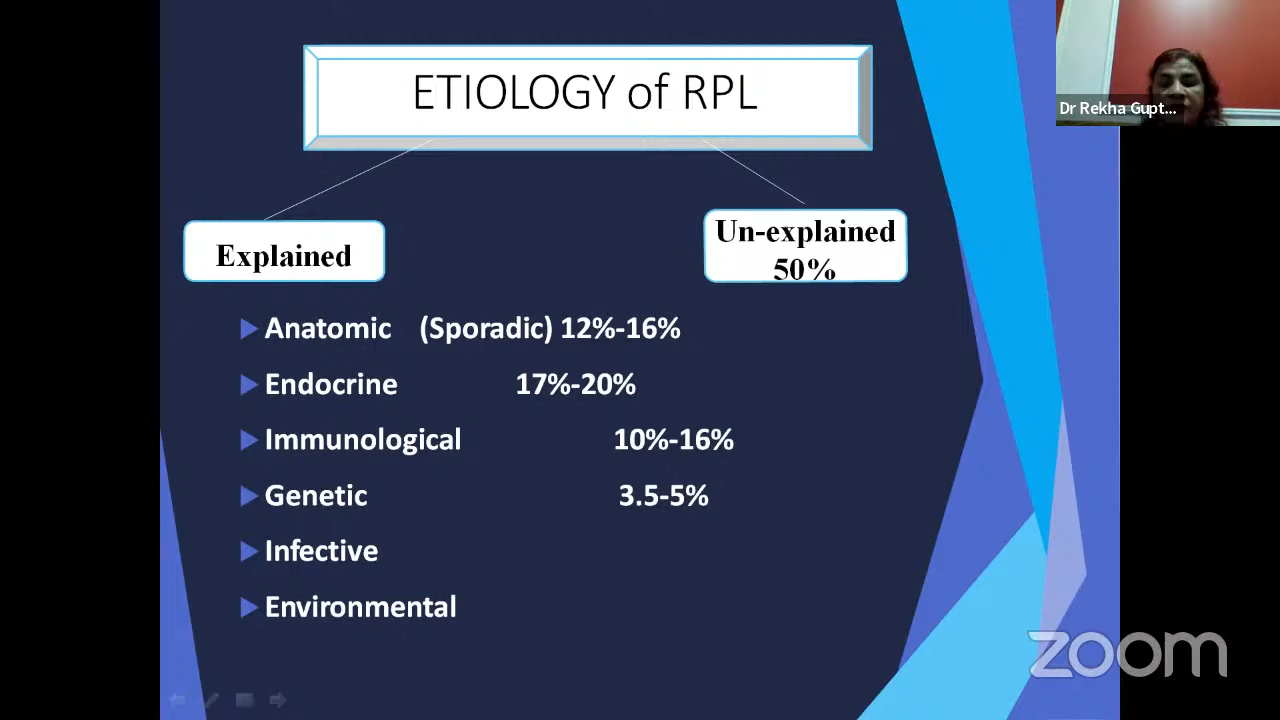 ETIOLOGY of RPL
Dr Rekha Gupt...
Explained
Un-explained
50%
Anatomic (Sporadic) 12%-16%
Endocrine 17%-20%
Immunological 10%-16%
Genetic 3.5-5%
Infective
Environmental
zoom